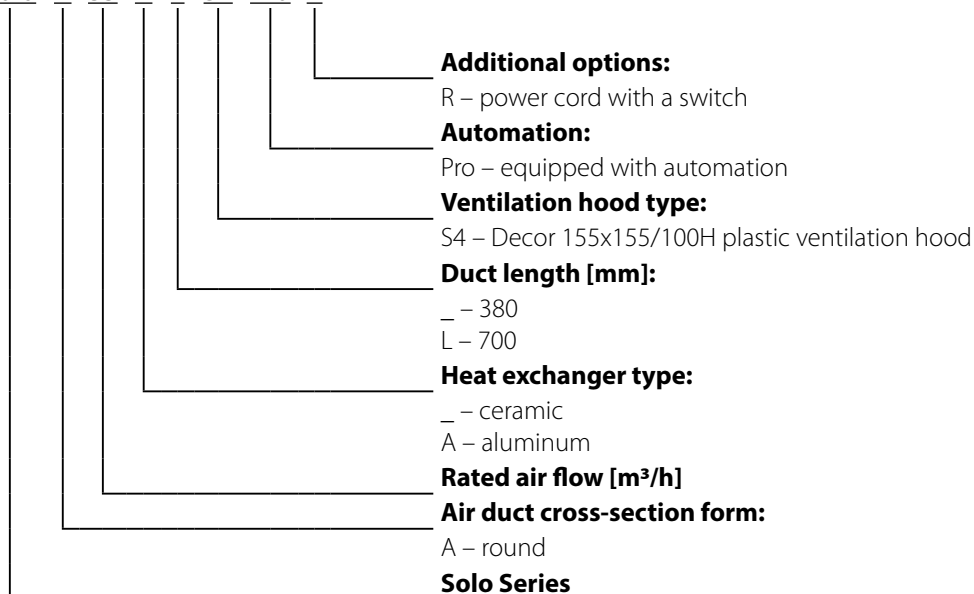 Additional options:
R – power cord with a switch
Automation:
Pro – equipped with automation
Ventilation hood type:
S4 – Decor 155x155/100H plastic ventilation hood
Duct length [mm]:
_ – 380
L – 700
Heat exchanger type:
_ – ceramic
A – aluminum
Rated air flow [m³/h]
Air duct cross-section form:
A – round
Solo Series